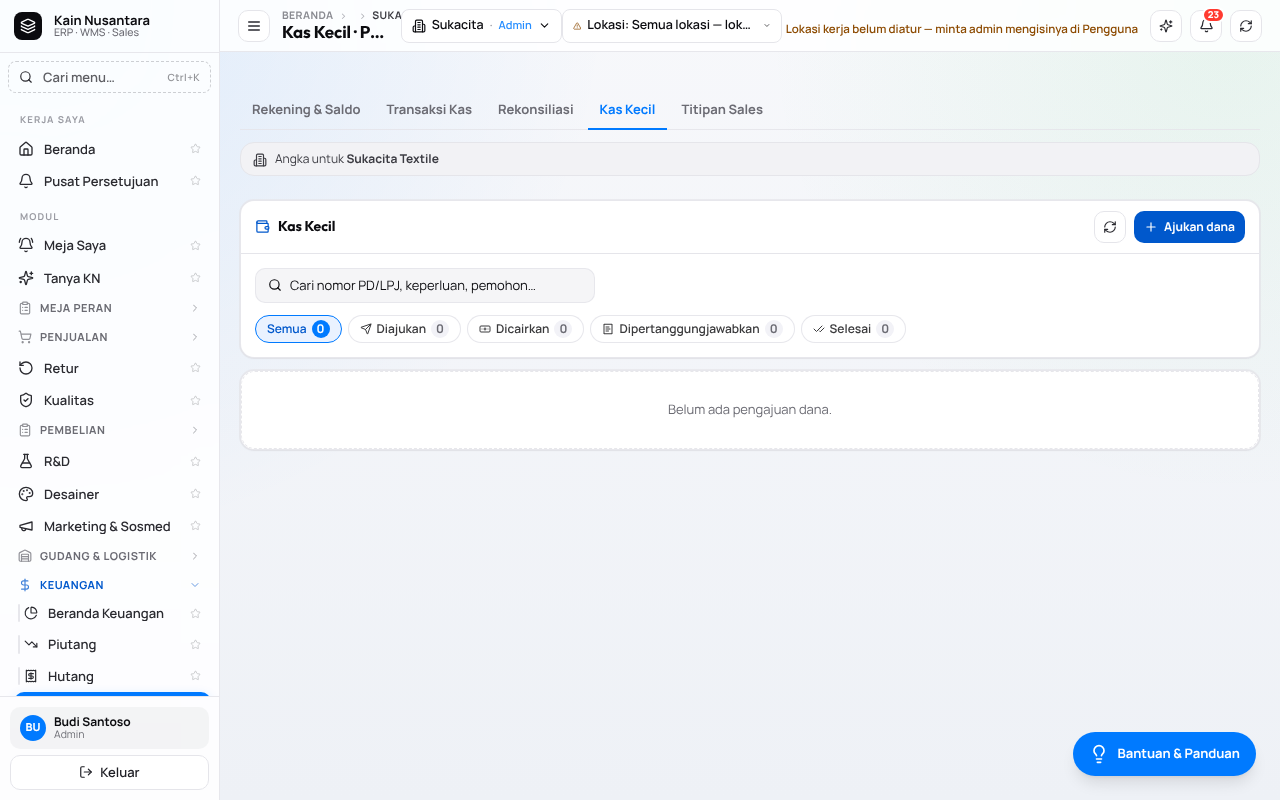 Kain Nusantara
ERP · WMS · Sales
Cari menu... Ctrl+K
KERJA SAYA
Beranda
Pusat Persetujuan
MODUL
Meja Saya
Tanya KN
MEJA PERAN
PENJUALAN
Retur
Kualitas
PEMBELIAN
R&D
Desainer
Marketing & Sosmed
GUDANG & LOGISTIK
KEUANGAN
Beranda Keuangan
Piutang
Hutang
BU
Budi Santoso
Admin
Keluar
BERANDA > > SUKA
Kas Kecil · P...
Sukacita · Admin
Lokasi: Semua lokasi — lok...
Lokasi kerja belum diatur — minta admin mengisinya di Pengguna
23
Rekening & Saldo
Transaksi Kas
Rekonsiliasi
Kas Kecil
Titipan Sales
Angka untuk Sukacita Textile
Kas Kecil
+ Ajukan dana
Cari nomor PD/LPJ, keperluan, pemohon...
Semua 0
Diajukan 0
Dicairkan 0
Dipertanggungjawabkan 0
Selesai 0
Belum ada pengajuan dana.
Bantuan & Panduan